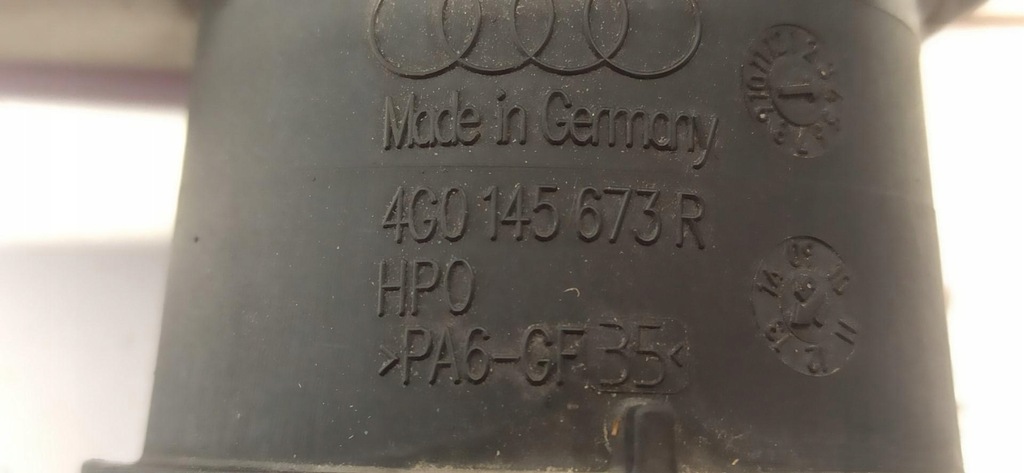 Made in Germany
4G0 145 673 R
HPO
>PA6-GF35<